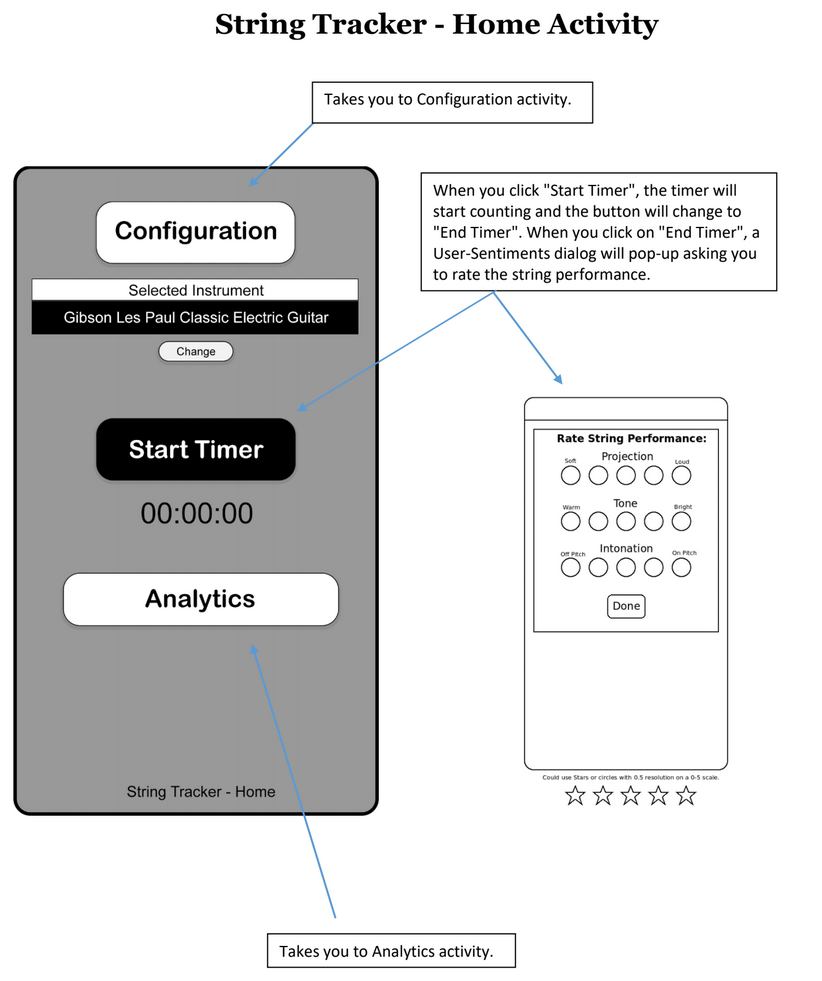 String Tracker - Home Activity
Takes you to Configuration activity.
Configuration
Selected Instrument
Gibson Les Paul Classic Electric Guitar
Change
Start Timer
00:00:00
Analytics
String Tracker - Home
When you click "Start Timer", the timer will
start counting and the button will change to
"End Timer". When you click on "End Timer", a
User-Sentiments dialog will pop-up asking you
to rate the string performance.
Rate String Performance:
Soft Projection Loud
Warm Tone Bright
Off Pitch Intonation On Pitch
Done
Could use Stars or circles with 0.5 resolution on a 0-5 scale.
Takes you to Analytics activity.